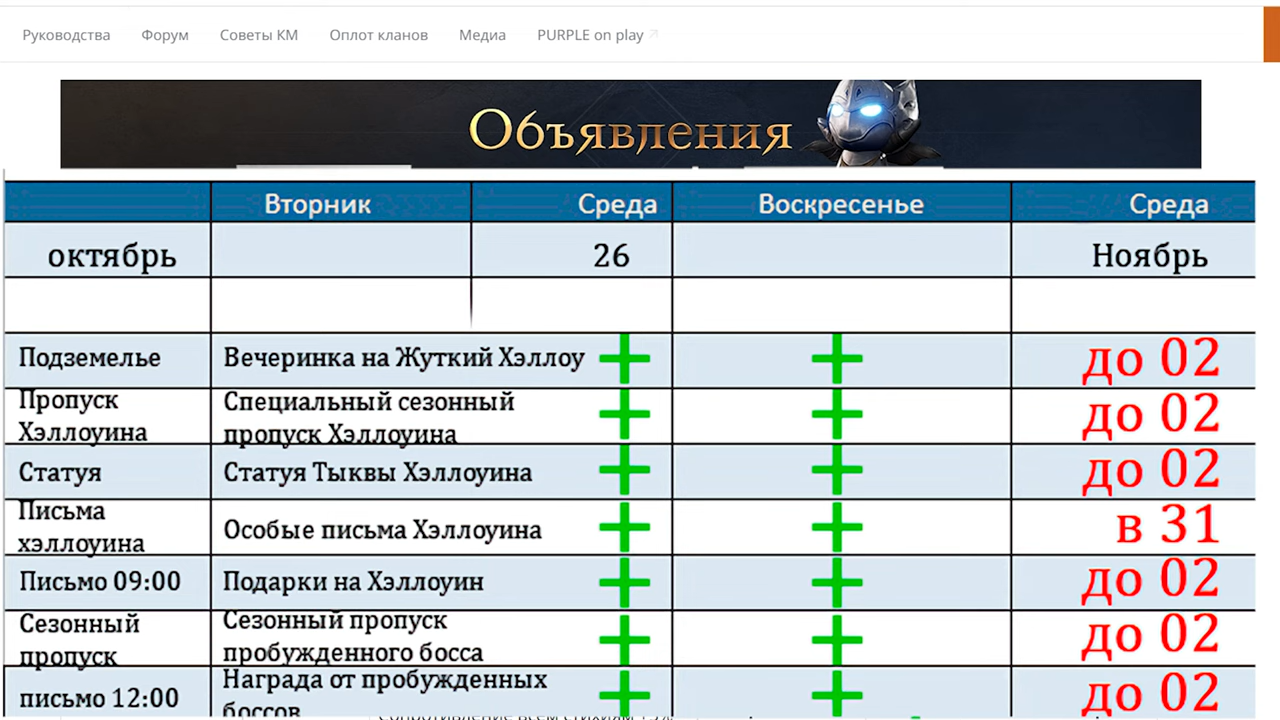 Руководства Форум Советы КМ Оплот кланов Медиа PURPLE on play
Объявления
Вторник Среда Воскресенье Среда
октябрь 26 Ноябрь
Подземелье Вечеринка на Жуткий Хэллоу + + до 02
Пропуск
Хэллоуина
Специальный сезонный
пропуск Хэллоуина
+ + до 02
Статуя Статуя Тыквы Хэллоуина + + до 02
Письма
хэллоуина
Особые письма Хэллоуина + + в 31
Письмо 09:00 Подарки на Хэллоуин + + до 02
Сезонный
пропуск
Сезонный пропуск
пробужденного босса
+ + до 02
письмо 12:00
Награда от пробужденных
боссов
+ + до 02